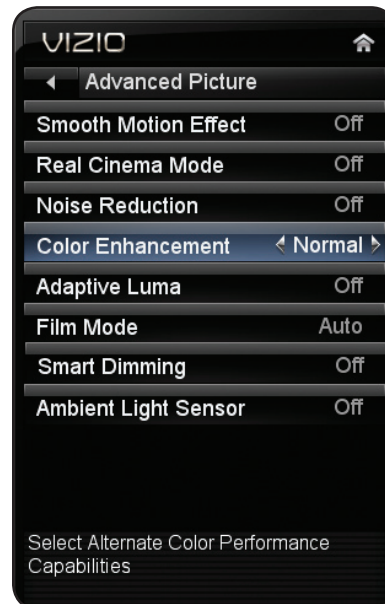 VIZIO
Advanced Picture
Smooth Motion Effect Off
Real Cinema Mode Off
Noise Reduction Off
Color Enhancement Normal
Adaptive Luma Off
Film Mode Auto
Smart Dimming Off
Ambient Light Sensor Off
Select Alternate Color Performance
Capabilities